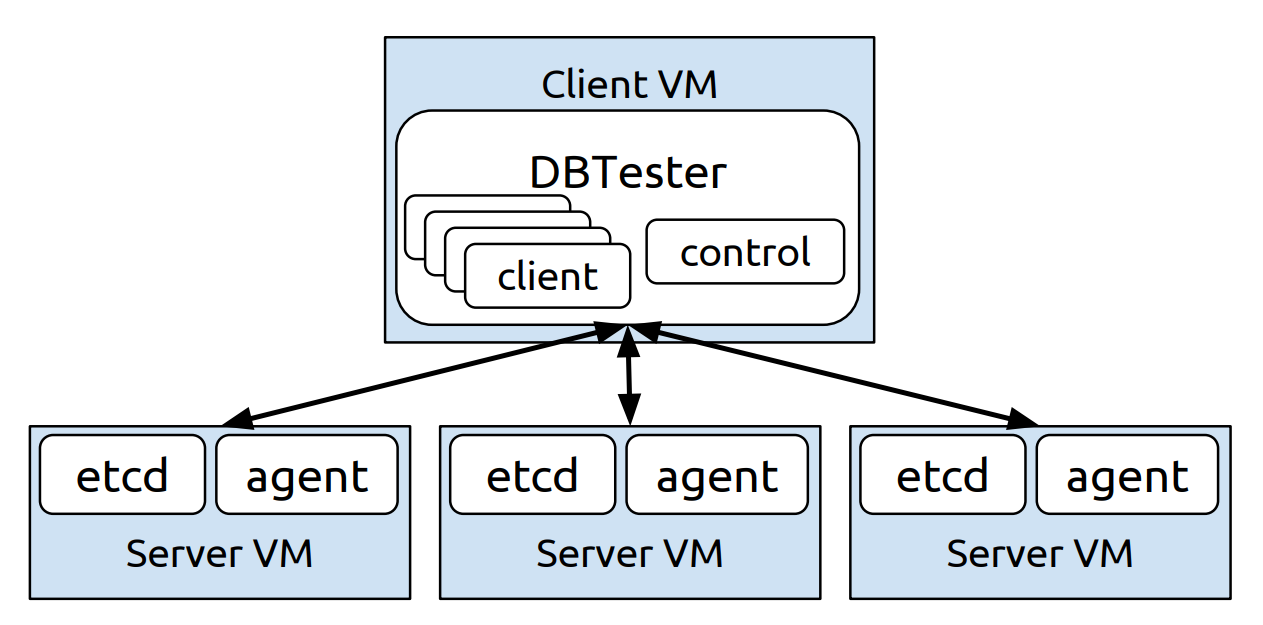 Client VM
DBTester
client
control
etcd
agent
Server VM
etcd
agent
Server VM
etcd
agent
Server VM